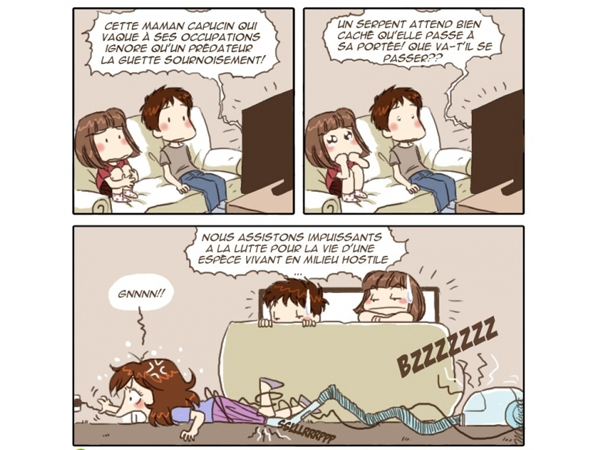 CETTE MAMAN CAPUCIN QUI
VAQUE À SES OCCUPATIONS
IGNORE QU'UN PRÉDATEUR
LA GUETTE SOURNOISEMENT!
UN SERPENT ATTEND BIEN
CACHÉ QU'ELLE PASSE À
SA PORTÉE! QUE VA-T'IL SE
PASSER??
NOUS ASSISTONS IMPUISSANTS
A LA LUTTE POUR LA VIE D'UNE
ESPÈCE VIVANT EN MILIEU HOSTILE
...
GNNNN!!
BZZZZZZZ
SSLLLRRRPPP